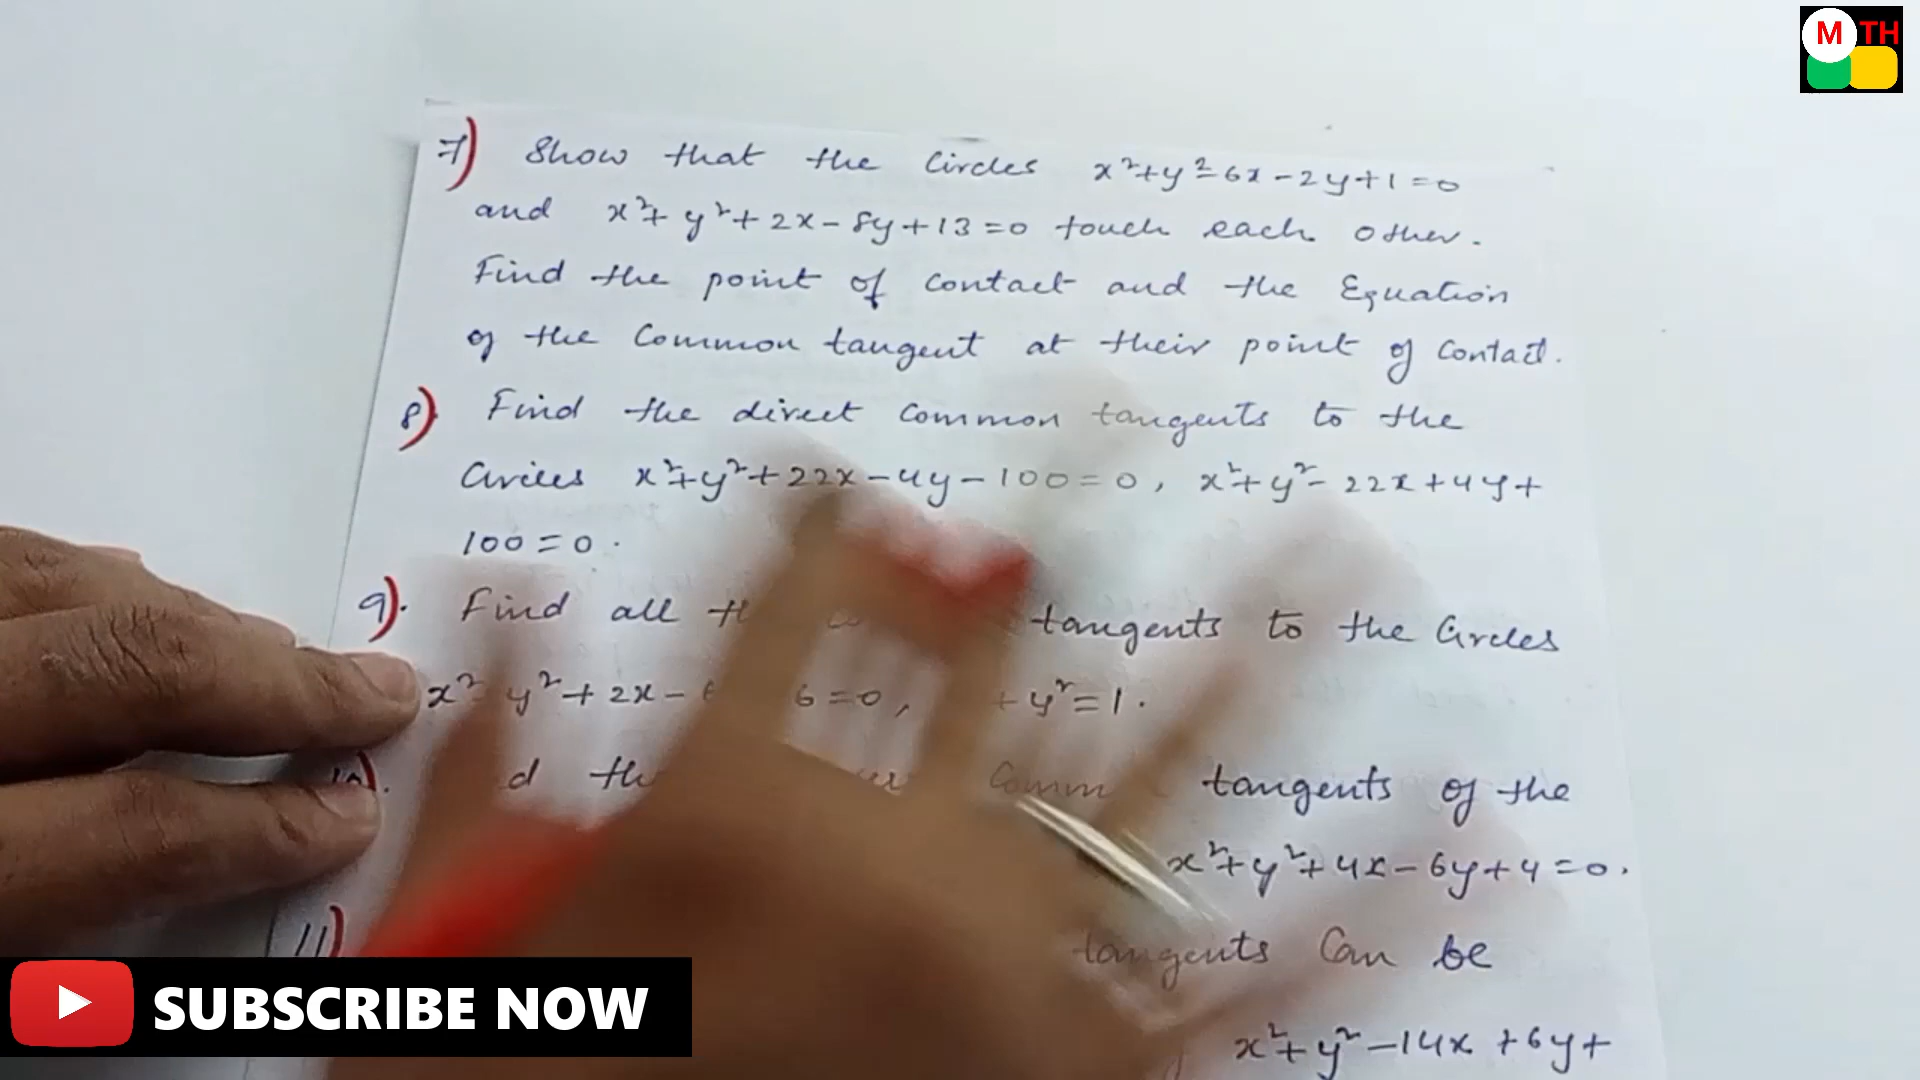 M TH
7) Show that the Circles x²+y²-6x-2y+1=0
and x²+y²+2x-8y+13=0 touch each other.
Find the point of contact and the Equation
of the Common tangent at their point of Contact.
8) Find the direct common tangents to the
Circles x²+y²+22x-4y-100=0, x²+y²-22x+4y+
100=0.
9). Find all tangents to the Circles
x² y²+2x- 6=0, +y²=1.
10). tangents of the
x²+y²+4x-6y+4=0.
11) tangents Can be
x²+y²-14x+6y+
SUBSCRIBE NOW